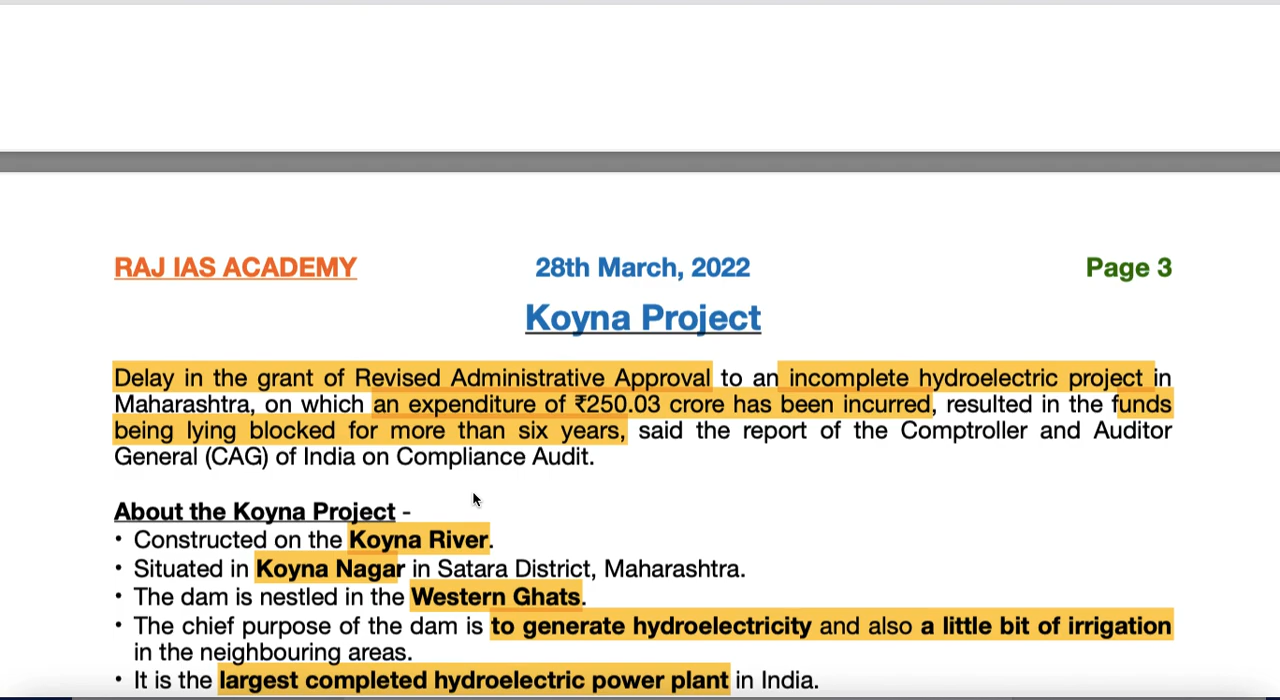 RAJ IAS ACADEMY 28th March, 2022 Page 3
Koyna Project
Delay in the grant of Revised Administrative Approval to an incomplete hydroelectric project in
Maharashtra, on which an expenditure of ₹250.03 crore has been incurred, resulted in the funds
being lying blocked for more than six years, said the report of the Comptroller and Auditor
General (CAG) of India on Compliance Audit.
About the Koyna Project -
• Constructed on the Koyna River.
• Situated in Koyna Nagar in Satara District, Maharashtra.
• The dam is nestled in the Western Ghats.
• The chief purpose of the dam is to generate hydroelectricity and also a little bit of irrigation
in the neighbouring areas.
• It is the largest completed hydroelectric power plant in India.